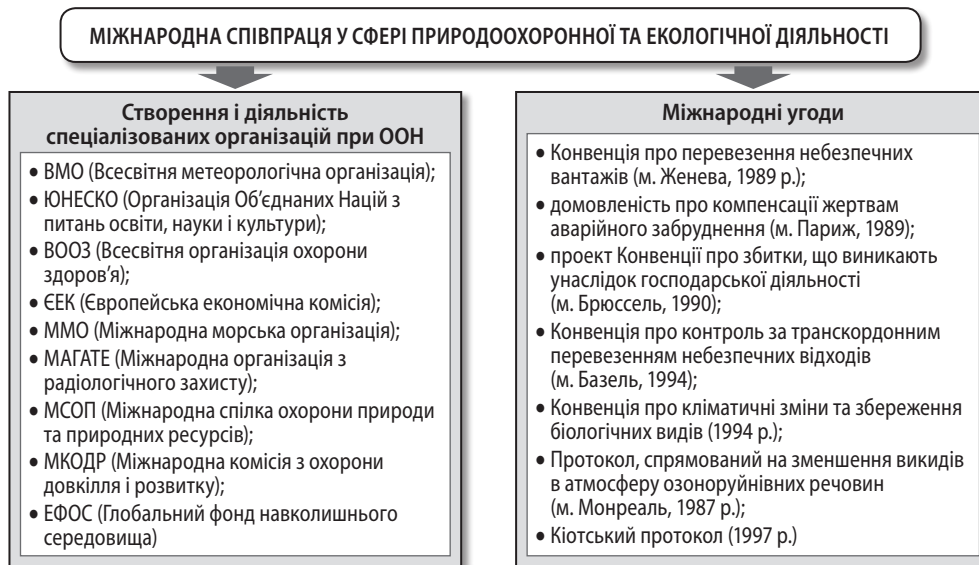 МІЖНАРОДНА СПІВПРАЦЯ У СФЕРІ ПРИРОДООХОРОННОЇ ТА ЕКОЛОГІЧНОЇ ДІЯЛЬНОСТІ
Створення і діяльність
спеціалізованих організацій при ООН
• ВМО (Всесвітня метеорологічна організація);
• ЮНЕСКО (Організація Об’єднаних Націй з
питань освіти, науки і культури);
• ВООЗ (Всесвітня організація охорони
здоров’я);
• ЄЕК (Європейська економічна комісія);
• ММО (Міжнародна морська організація);
• МАГАТЕ (Міжнародна організація з
радіологічного захисту);
• МСОП (Міжнародна спілка охорони природи
та природних ресурсів);
• МКОДР (Міжнародна комісія з охорони
довкілля і розвитку);
• ЕФОС (Глобальний фонд навколишнього
середовища)
Міжнародні угоди
• Конвенція про перевезення небезпечних
вантажів (м. Женева, 1989 р.);
• домовленість про компенсації жертвам
аварійного забруднення (м. Париж, 1989);
• проект Конвенції про збитки, що виникають
унаслідок господарської діяльності
(м. Брюссель, 1990);
• Конвенція про контроль за транскордонним
перевезенням небезпечних відходів
(м. Базель, 1994);
• Конвенція про кліматичні зміни та збереження
біологічних видів (1994 р.);
• Протокол, спрямований на зменшення викидів
в атмосферу озоноруйнівних речовин
(м. Монреаль, 1987 р.);
• Кіотський протокол (1997 р.)